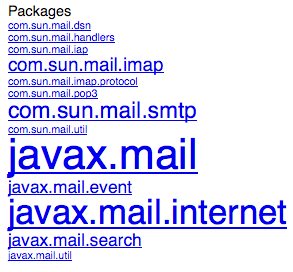 Packages
com.sun.mail.dsn
com.sun.mail.handlers
com.sun.mail.iap
com.sun.mail.imap
com.sun.mail.imap.protocol
com.sun.mail.pop3
com.sun.mail.smtp
com.sun.mail.util
javax.mail
javax.mail.event
javax.mail.internet
javax.mail.search
javax.mail.util